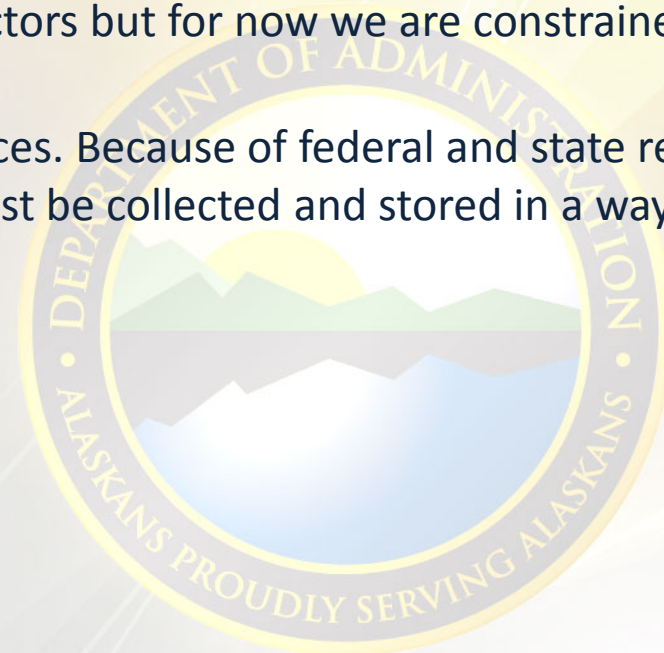 ctors but for now we are constraine
ces. Because of federal and state re
st be collected and stored in a way
DEPARTMENT OF ADMINISTRATION
ALASKANS PROUDLY SERVING ALASKANS